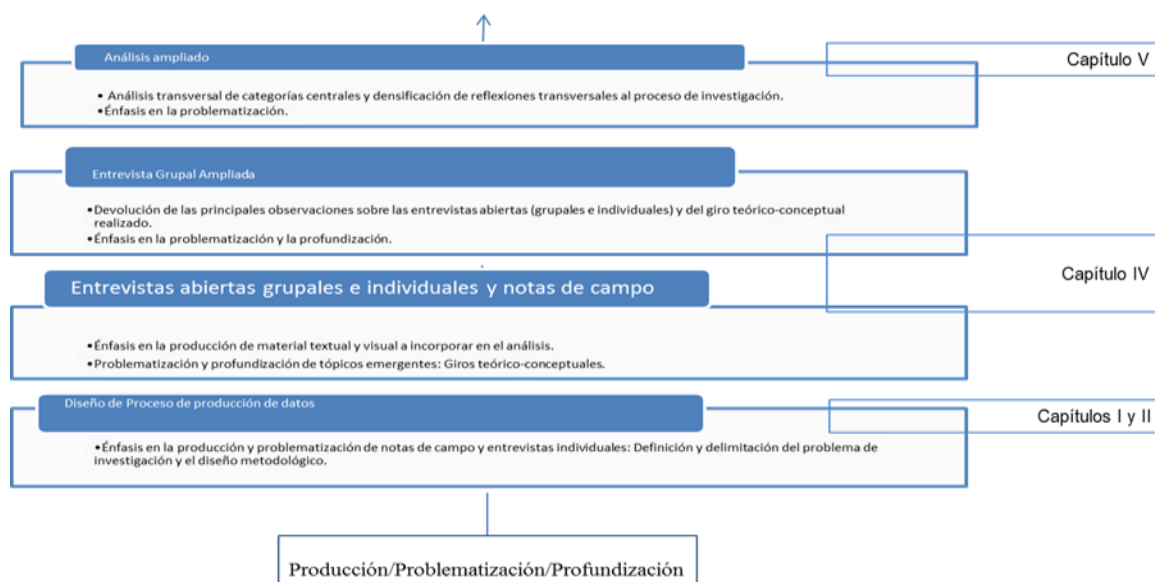 Análisis ampliado
Capítulo V
• Análisis transversal de categorías centrales y densificación de reflexiones transversales al proceso de investigación.
•Énfasis en la problematización.
Entrevista Grupal Ampliada
•Devolución de las principales observaciones sobre las entrevistas abiertas (grupales e individuales) y del giro teórico-conceptual
realizado.
•Énfasis en la problematización y la profundización.
Capítulo IV
Entrevistas abiertas grupales e individuales y notas de campo
•Énfasis en la producción de material textual y visual a incorporar en el análisis.
•Problematización y profundización de tópicos emergentes: Giros teórico-conceptuales.
Diseño de Proceso de producción de datos
Capítulos I y II
•Énfasis en la producción y problematización de notas de campo y entrevistas individuales: Definición y delimitación del problema de
investigación y el diseño metodológico.
Producción/Problematización/Profundización